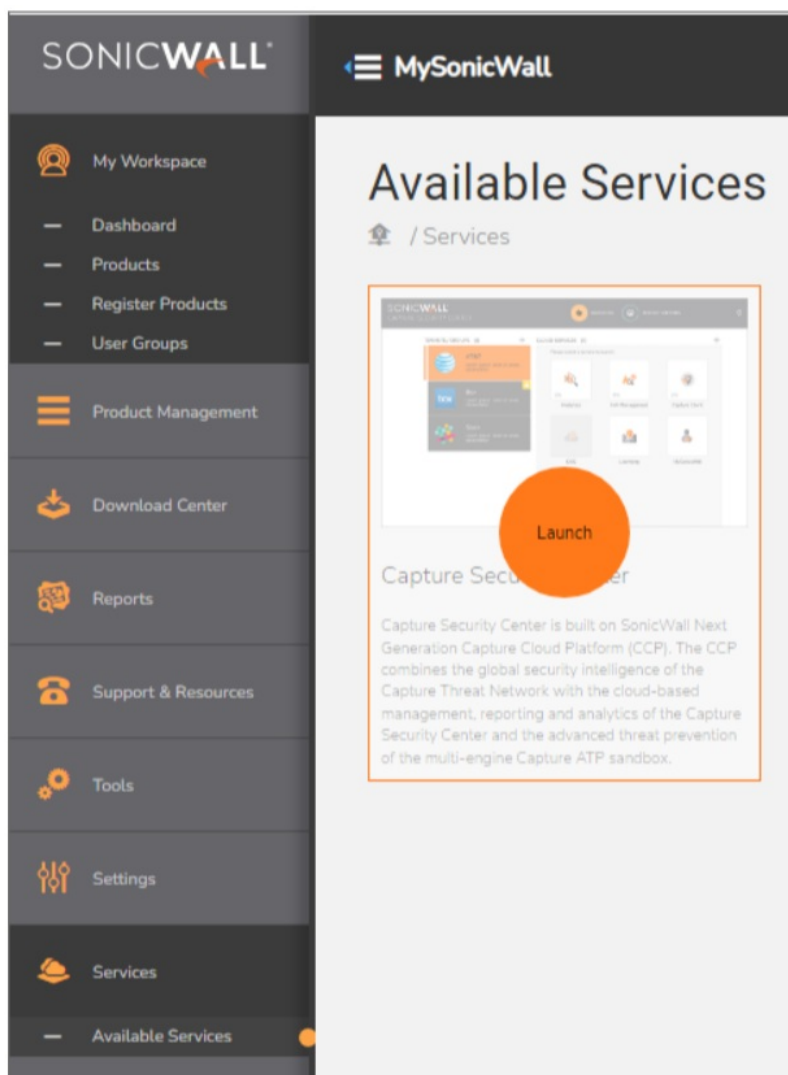 SONICWALL
MySonicWall
My Workspace
Dashboard
Products
Register Products
User Groups
Product Management
Download Center
Reports
Support & Resources
Tools
Settings
Services
Available Services
Available Services
/ Services
SONICWALL
Launch
Capture Secu er
Capture Security Center is built on SonicWall Next
Generation Capture Cloud Platform (CCP). The CCP
combines the global security intelligence of the
Capture Threat Network with the cloud-based
management, reporting and analytics of the Capture
Security Center and the advanced threat prevention
of the multi-engine Capture ATP sandbox.